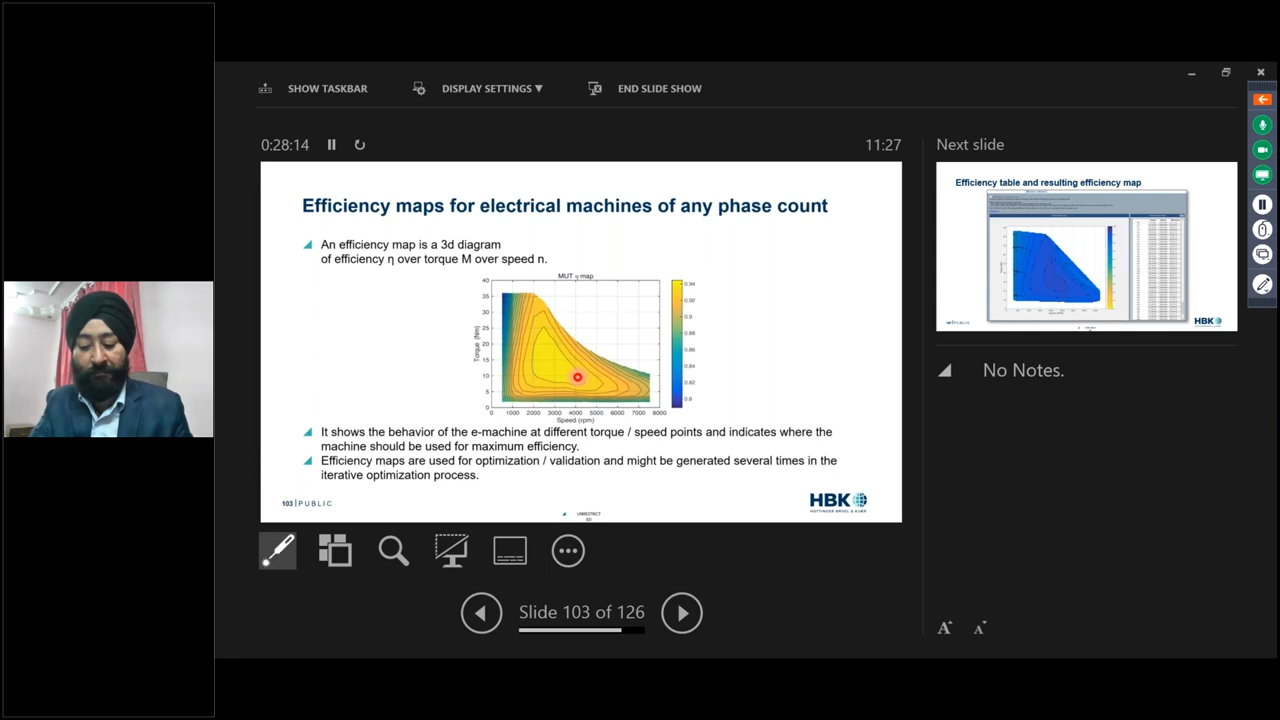 SHOW TASKBAR
DISPLAY SETTINGS ▼
END SLIDE SHOW
0:28:14
11:27
Next slide
Efficiency maps for electrical machines of any phase count
An efficiency map is a 3d diagram
of efficiency η over torque M over speed n.
MUT η map
Torque (Nm)
40
35
30
25
20
15
10
5
0
0 1000 2000 3000 4000 5000 6000 7000 8000
Speed (rpm)
0.94
0.92
0.9
0.88
0.86
0.84
0.82
0.8
It shows the behavior of the e-machine at different torque / speed points and indicates where the
machine should be used for maximum efficiency.
Efficiency maps are used for optimization / validation and might be generated several times in the
iterative optimization process.
103 | PUBLIC
UNRESTRICT
ED
HBK
HOTTINGER BRÜEL & KJÆR
Efficiency table and resulting efficiency map
HBK
No Notes.
Slide 103 of 126
A A